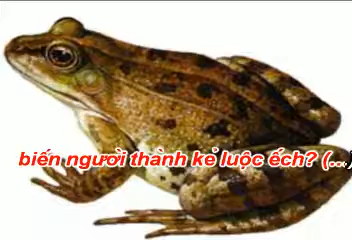 biến người thành kẻ luộc ếch? (...)